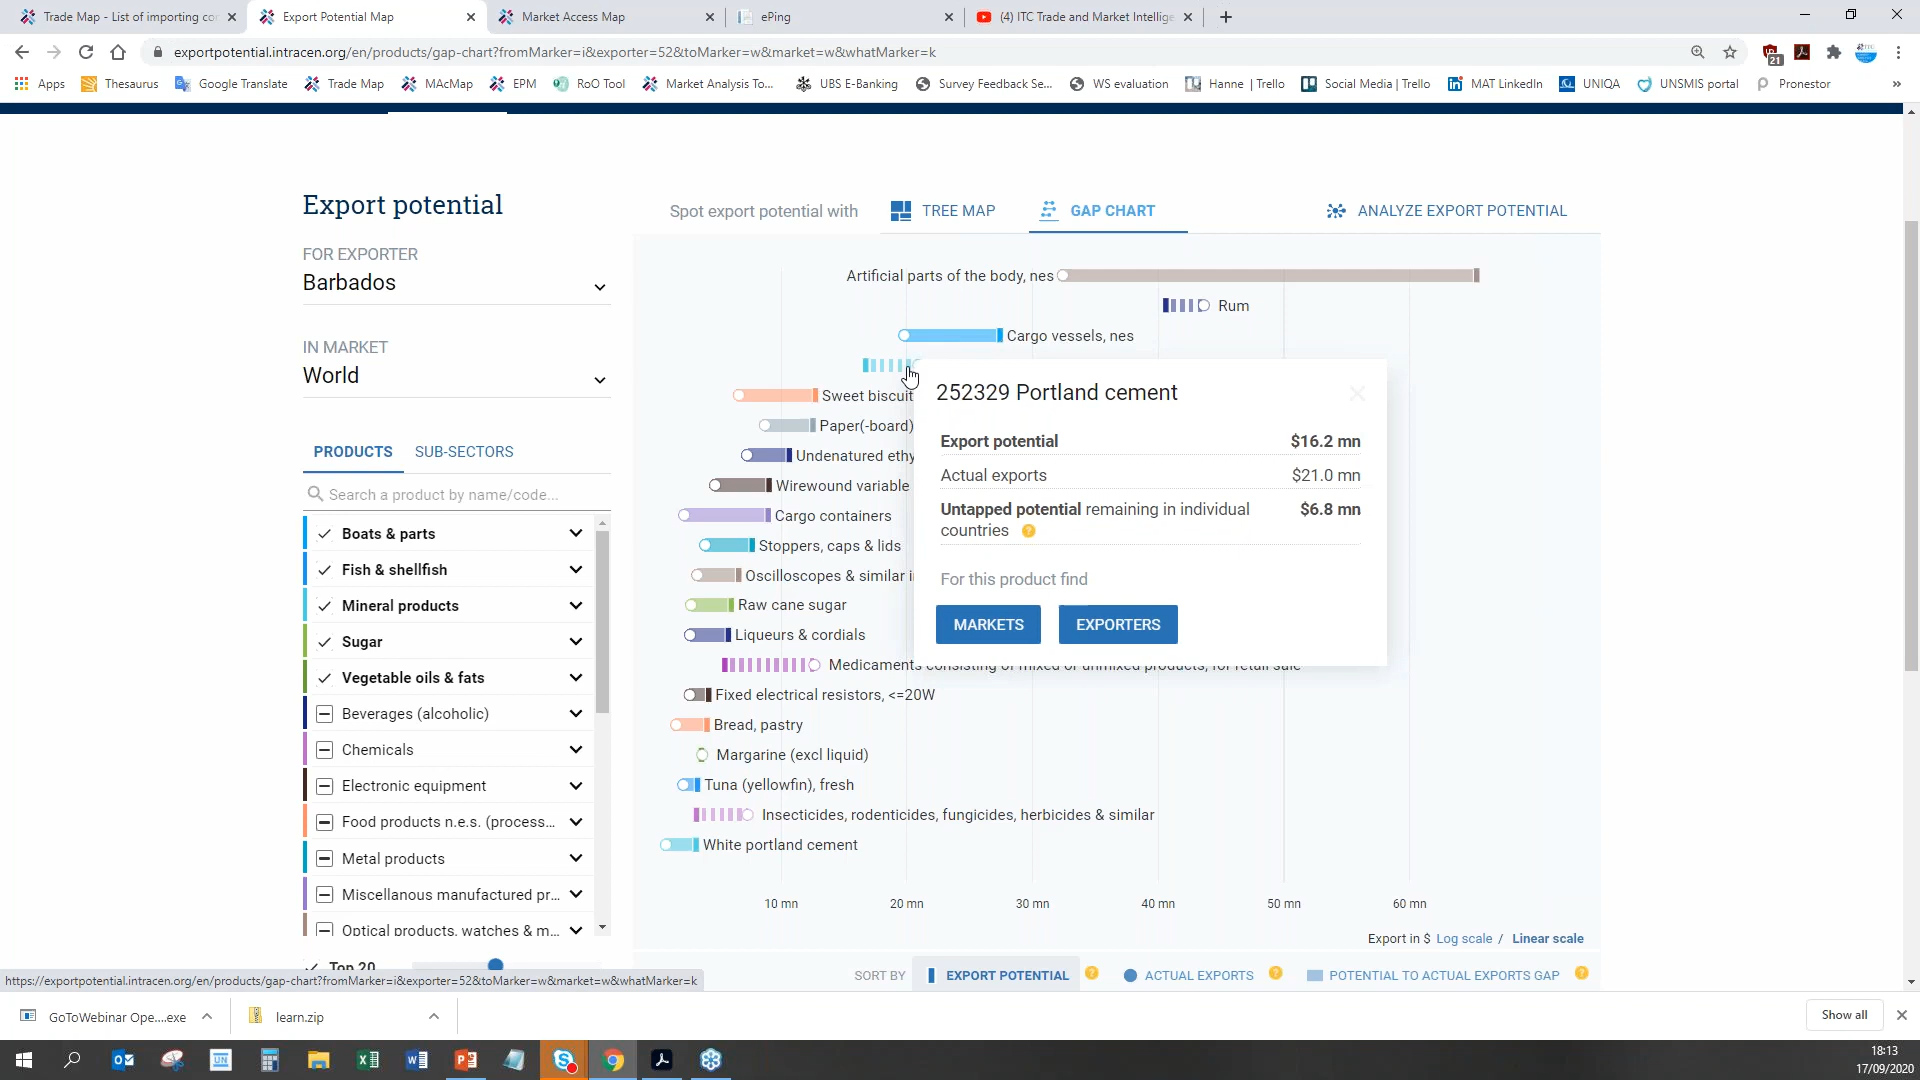 Trade Map - List of importing co
Export Potential Map
Market Access Map
ePing
(4) ITC Trade and Market Intellige
exportpotential.intracen.org/en/products/gap-chart?fromMarker=i&exporter=52&toMarker=w&market=w&whatMarker=k
21
Apps
Thesaurus
Google Translate
Trade Map
MAcMap
EPM
RoO Tool
Market Analysis To...
UBS E-Banking
Survey Feedback Se...
WS evaluation
Hanne | Trello
Social Media | Trello
MAT LinkedIn
UNIQA
UNSMIS portal
Pronestor
»
Export potential
FOR EXPORTER
Barbados
IN MARKET
World
PRODUCTS SUB-SECTORS
Search a product by name/code...
Boats & parts
Fish & shellfish
Mineral products
Sugar
Vegetable oils & fats
Beverages (alcoholic)
Chemicals
Electronic equipment
Food products n.e.s. (process...
Metal products
Miscellanous manufactured pr...
Optical products, watches & m...
Top 20
Spot export potential with TREE MAP GAP CHART ANALYZE EXPORT POTENTIAL
Artificial parts of the body, nes
Rum
Cargo vessels, nes
Sweet biscuit
Paper(-board)
Undenatured ethy
Wirewound variable
Cargo containers
Stoppers, caps & lids
Oscilloscopes & similar i
Raw cane sugar
Liqueurs & cordials
Medicaments consisting of mixed or unmixed products, for retail sale
Fixed electrical resistors, <=20W
Bread, pastry
Margarine (excl liquid)
Tuna (yellowfin), fresh
Insecticides, rodenticides, fungicides, herbicides & similar
White portland cement
10 mn 20 mn 30 mn 40 mn 50 mn 60 mn
252329 Portland cement
Export potential $16.2 mn
Actual exports $21.0 mn
Untapped potential remaining in individual $6.8 mn
countries ?
For this product find
MARKETS EXPORTERS
Export in $ Log scale / Linear scale
SORT BY EXPORT POTENTIAL ? ACTUAL EXPORTS ? POTENTIAL TO ACTUAL EXPORTS GAP ?
https://exportpotential.intracen.org/en/products/gap-chart?fromMarker=i&exporter=52&toMarker=w&market=w&whatMarker=k
GoToWebinar Ope....exe
learn.zip
Show all
UN
18:13
17/09/2020